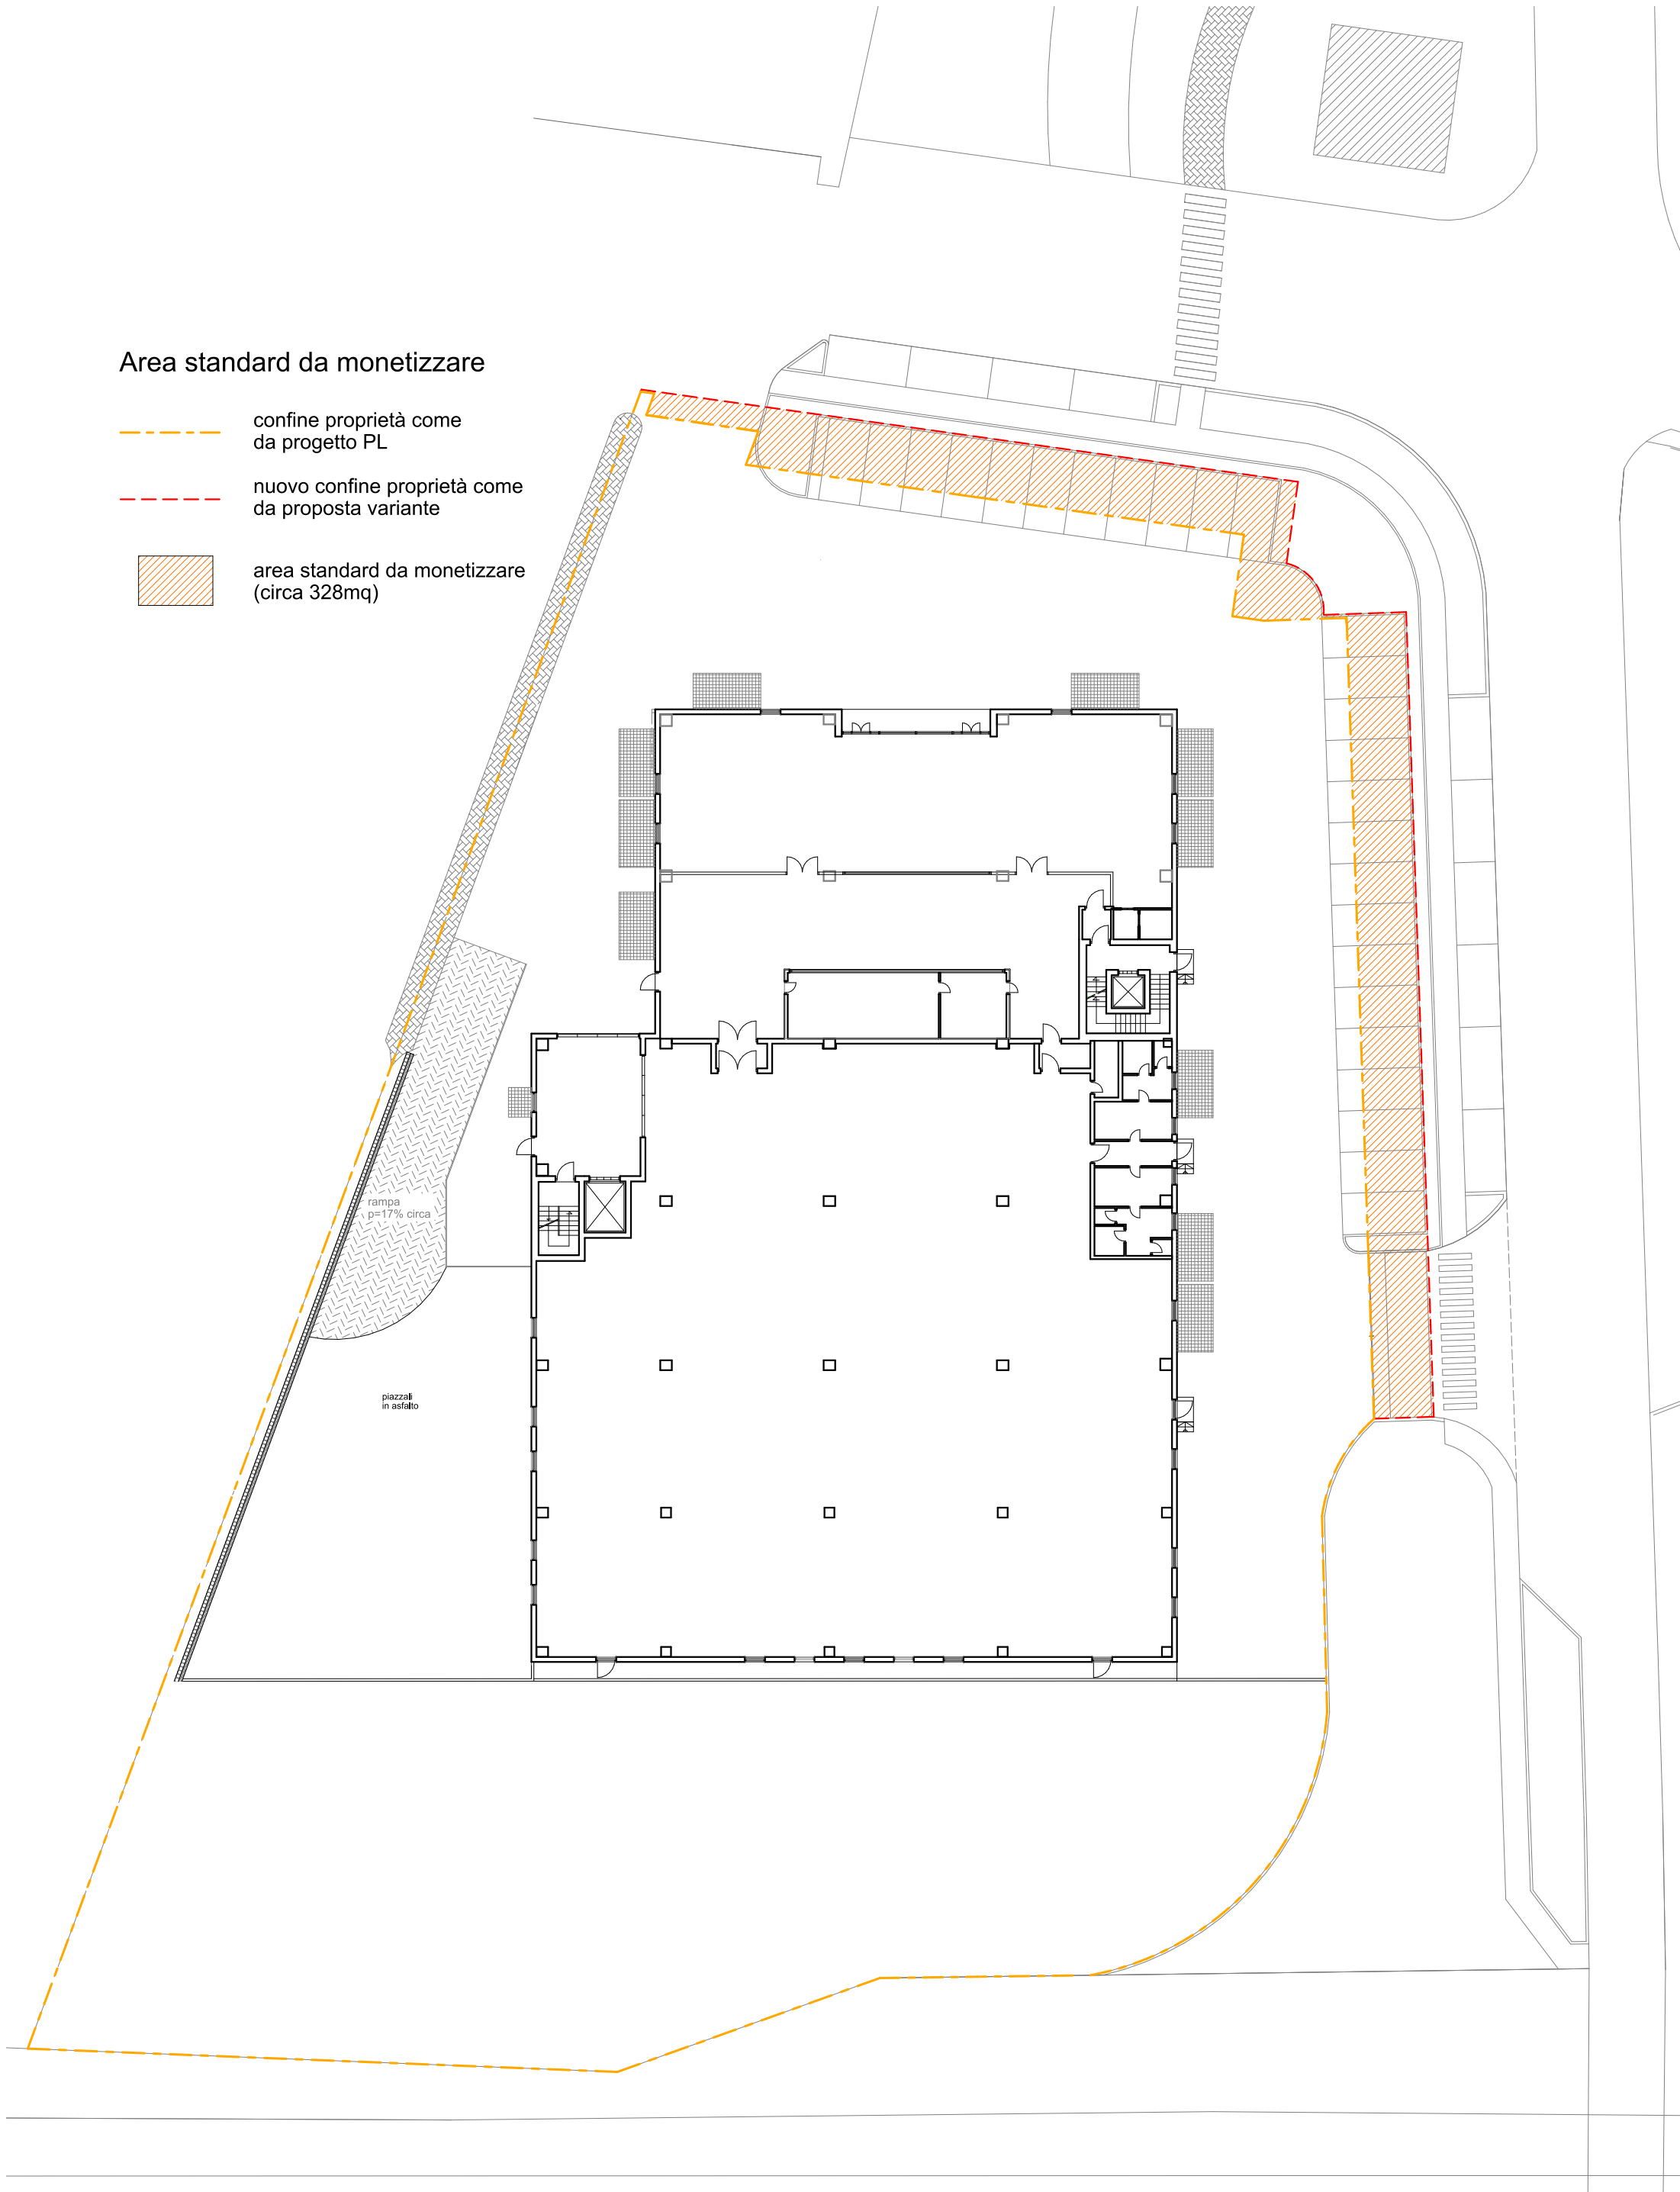 Area standard da monetizzare
confine proprietà come
da progetto PL
nuovo confine proprietà come
da proposta variante
area standard da monetizzare
(circa 328mq)
rampa
p=17% circa
piazzali
in asfalto